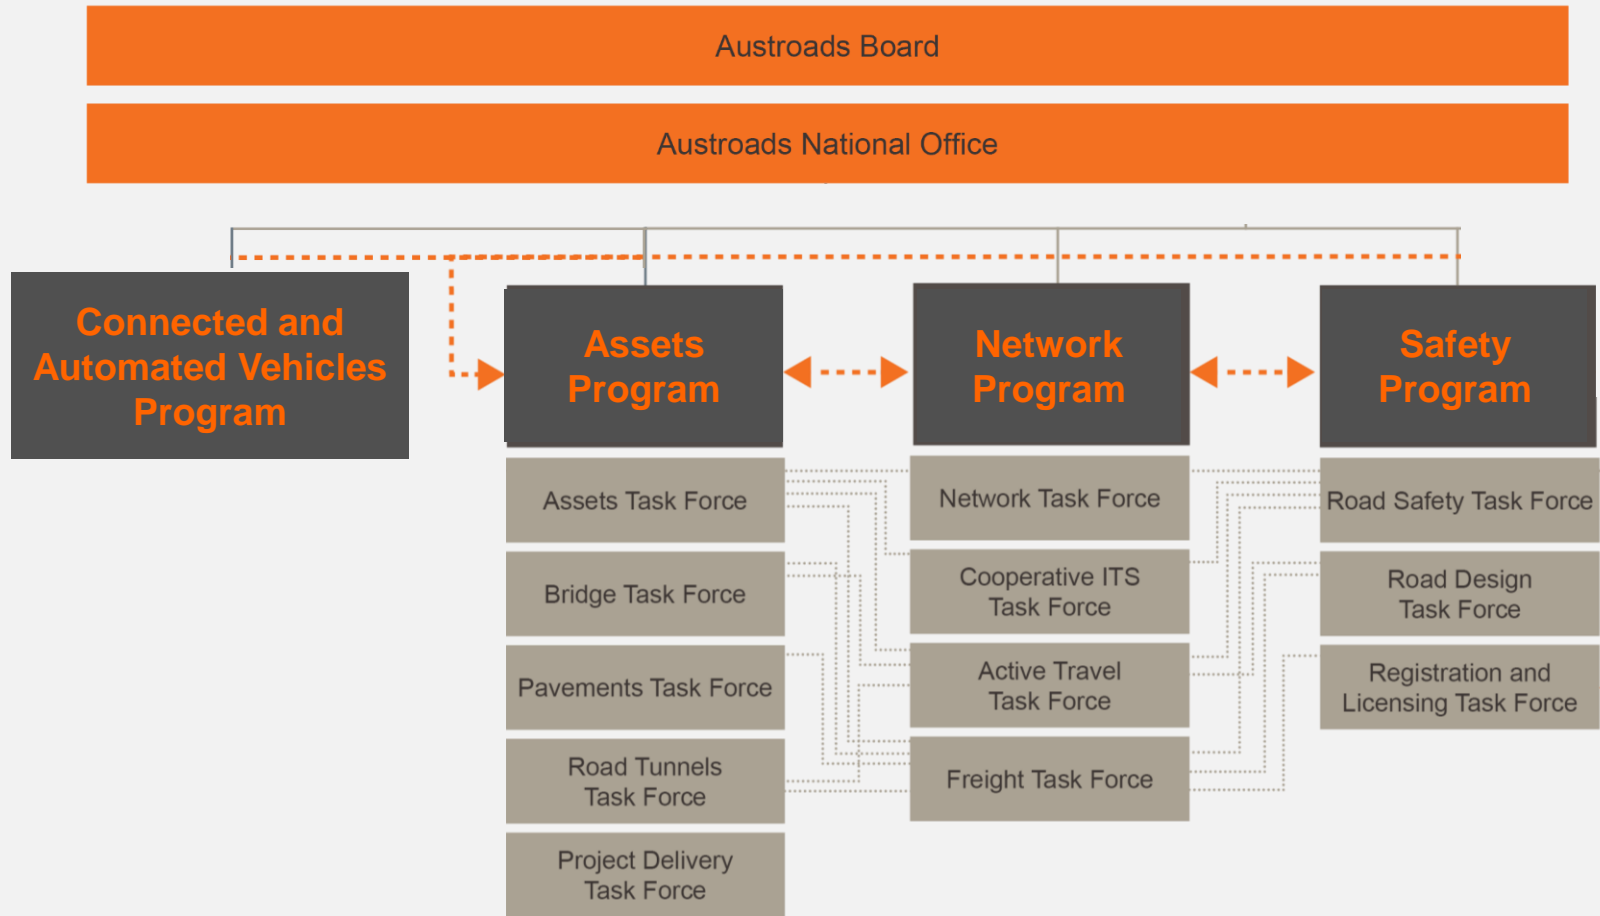 Austroads Board
Austroads National Office
Connected and
Automated Vehicles
Program
Assets
Program
Network
Program
Safety
Program
Assets Task Force
Bridge Task Force
Pavements Task Force
Road Tunnels
Task Force
Project Delivery
Task Force
Network Task Force
Cooperative ITS
Task Force
Active Travel
Task Force
Freight Task Force
Road Safety Task Force
Road Design
Task Force
Registration and
Licensing Task Force